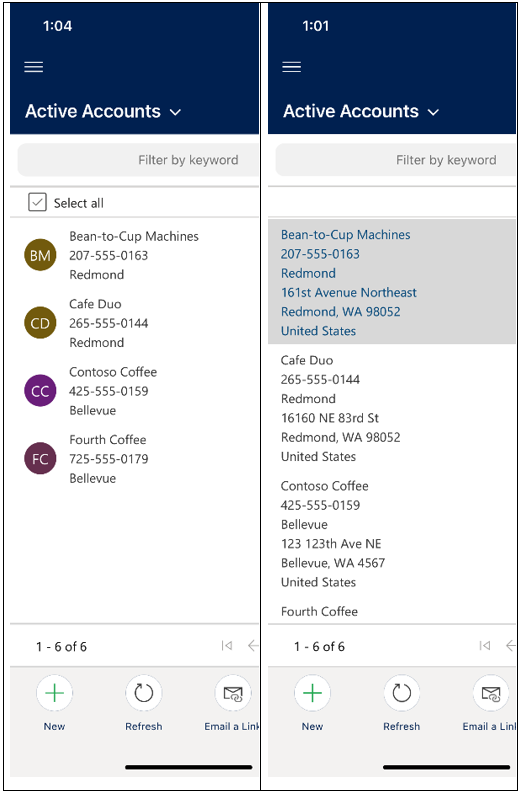 1:04
Active Accounts
Filter by keyword
Select all
BM
Bean-to-Cup Machines
207-555-0163
Redmond
CD
Cafe Duo
265-555-0144
Redmond
CC
Contoso Coffee
425-555-0159
Bellevue
FC
Fourth Coffee
725-555-0179
Bellevue
1 - 6 of 6
New
Refresh
Email a Link
1:01
Active Accounts
Filter by keyword
Bean-to-Cup Machines
207-555-0163
Redmond
161st Avenue Northeast
Redmond, WA 98052
United States
Cafe Duo
265-555-0144
Redmond
16160 NE 83rd St
Redmond, WA 98052
United States
Contoso Coffee
425-555-0159
Bellevue
123 123th Ave NE
Bellevue, WA 4567
United States
Fourth Coffee
1 - 6 of 6
New
Refresh
Email a Lin